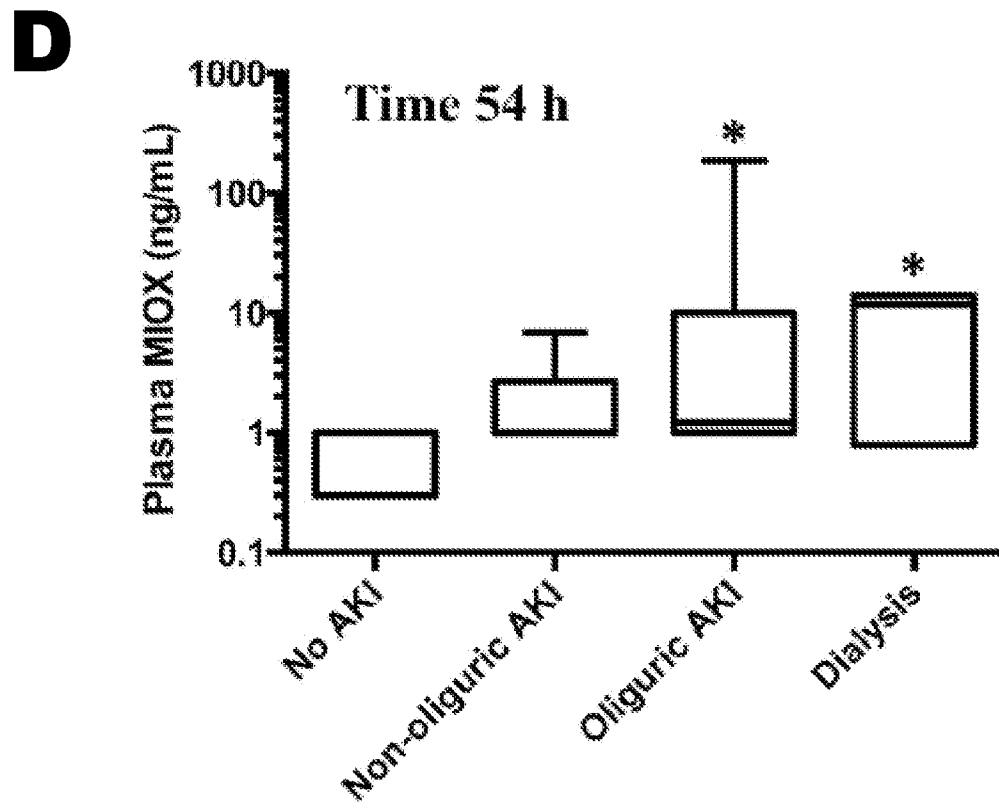 D
Time 54 h
Plasma MIOX (ng/mL)
1000
100
10
1
0.1
*
*
No AKI
Non-oliguric AKI
Oliguric AKI
Dialysis